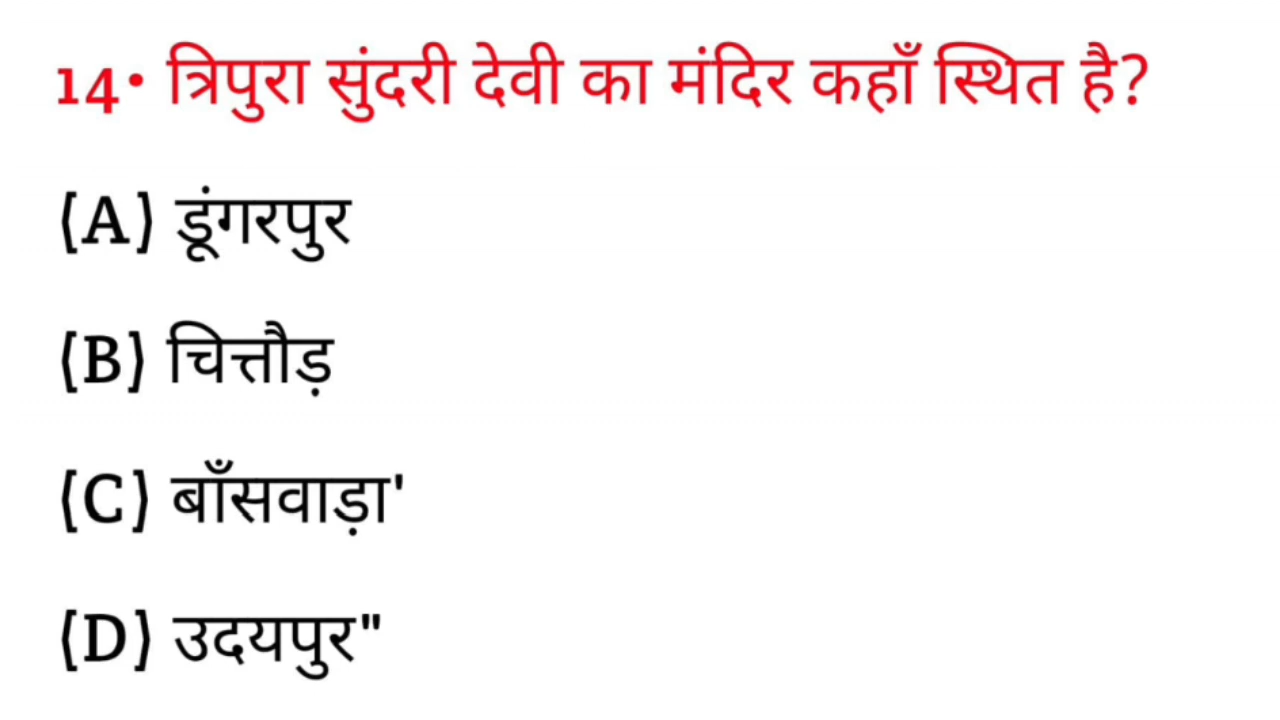 14• त्रिपुरा सुंदरी देवी का मंदिर कहाँ स्थित है?
(A) डूंगरपुर
(B) चित्तौड़
(C) बाँसवाड़ा'
(D) उदयपुर"